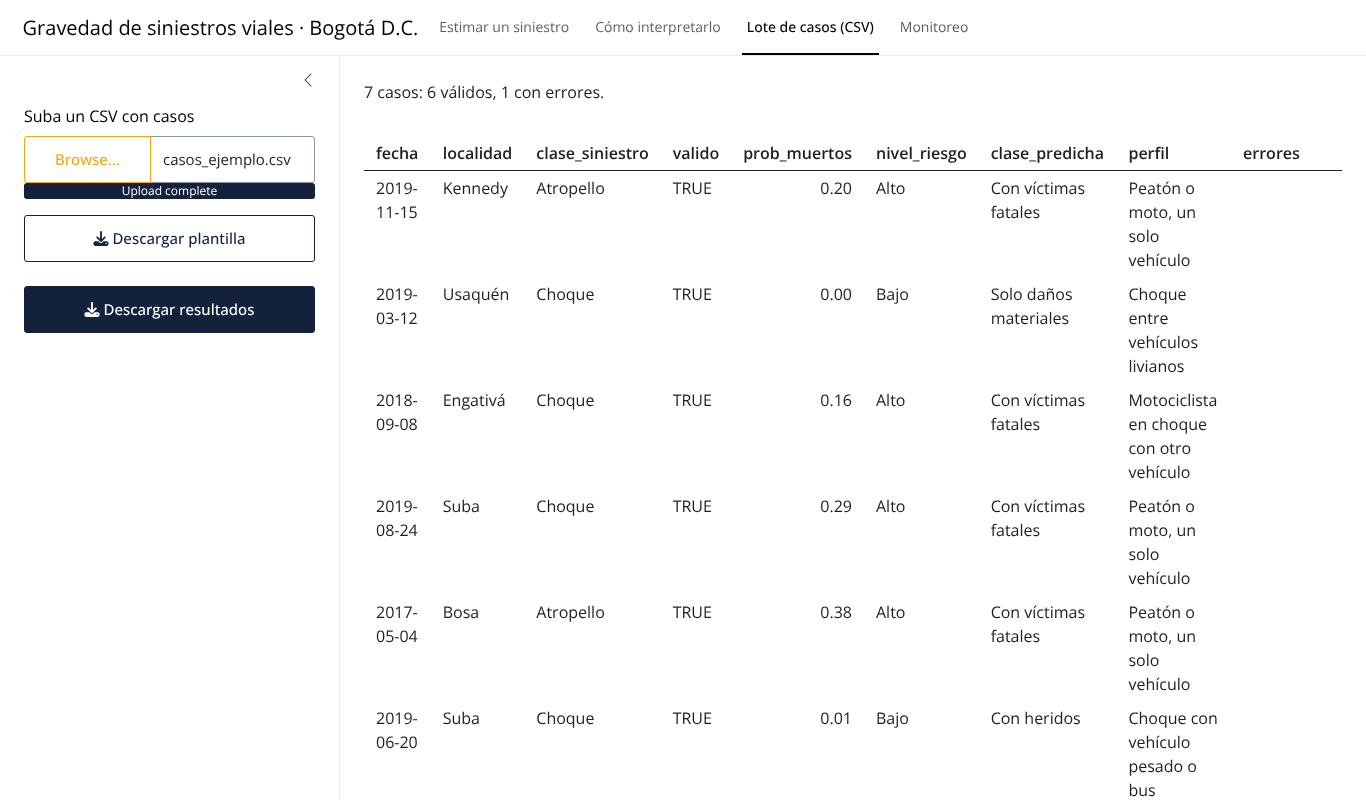 Gravedad de siniestros viales · Bogotá D.C. Estimar un siniestro Cómo interpretarlo Lote de casos (CSV) Monitoreo
Suba un CSV con casos
Browse... casos_ejemplo.csv
Upload complete
Descargar plantilla
Descargar resultados
7 casos: 6 válidos, 1 con errores.
fecha localidad clase_siniestro valido prob_muertos nivel_riesgo clase_predicha perfil errores
2019- Kennedy Atropello TRUE 0.20 Alto Con víctimas Peatón o
11-15 fatales moto, un
solo
vehículo
2019- Usaquén Choque TRUE 0.00 Bajo Solo daños Choque
03-12 materiales entre
vehículos
livianos
2018- Engativá Choque TRUE 0.16 Alto Con víctimas Motociclista
09-08 fatales en choque
con otro
vehículo
2019- Suba Choque TRUE 0.29 Alto Con víctimas Peatón o
08-24 fatales moto, un
solo
vehículo
2017- Bosa Atropello TRUE 0.38 Alto Con víctimas Peatón o
05-04 fatales moto, un
solo
vehículo
2019- Suba Choque TRUE 0.01 Bajo Con heridos Choque con
06-20 vehículo
pesado o
bus